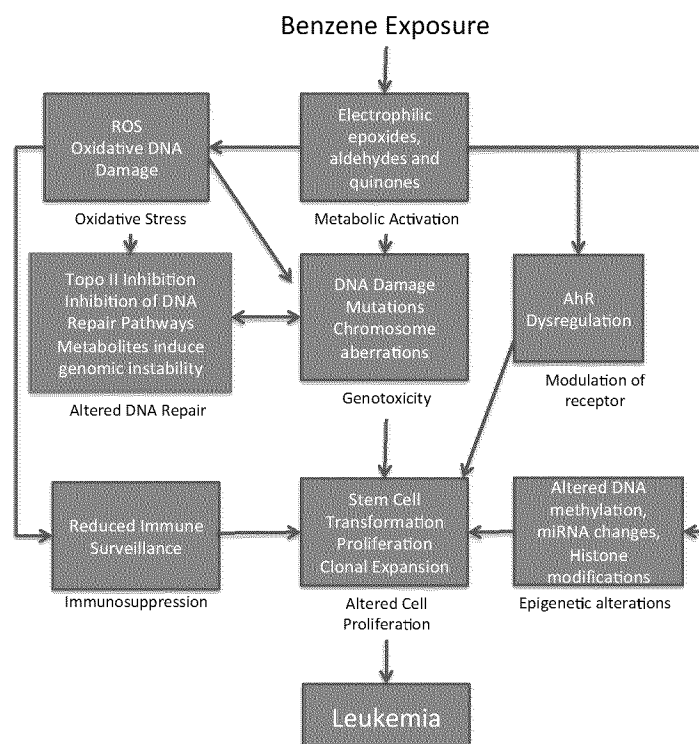 Benzene Exposure
ROS
Oxidative DNA
Damage
Oxidative Stress
Electrophilic
epoxides,
aldehydes and
quinones
Metabolic Activation
Topo II Inhibition
Inhibition of DNA
Repair Pathways
Metabolites induce
genomic instability
Altered DNA Repair
DNA Damage
Mutations
Chromosome
aberrations
Genotoxicity
AhR
Dysregulation
Modulation of
receptor
Reduced Immune
Surveillance
Immunosuppression
Stem Cell
Transformation
Proliferation
Clonal Expansion
Altered Cell
Proliferation
Altered DNA
methylation,
miRNA changes,
Histone
modifications
Epigenetic alterations
Leukemia